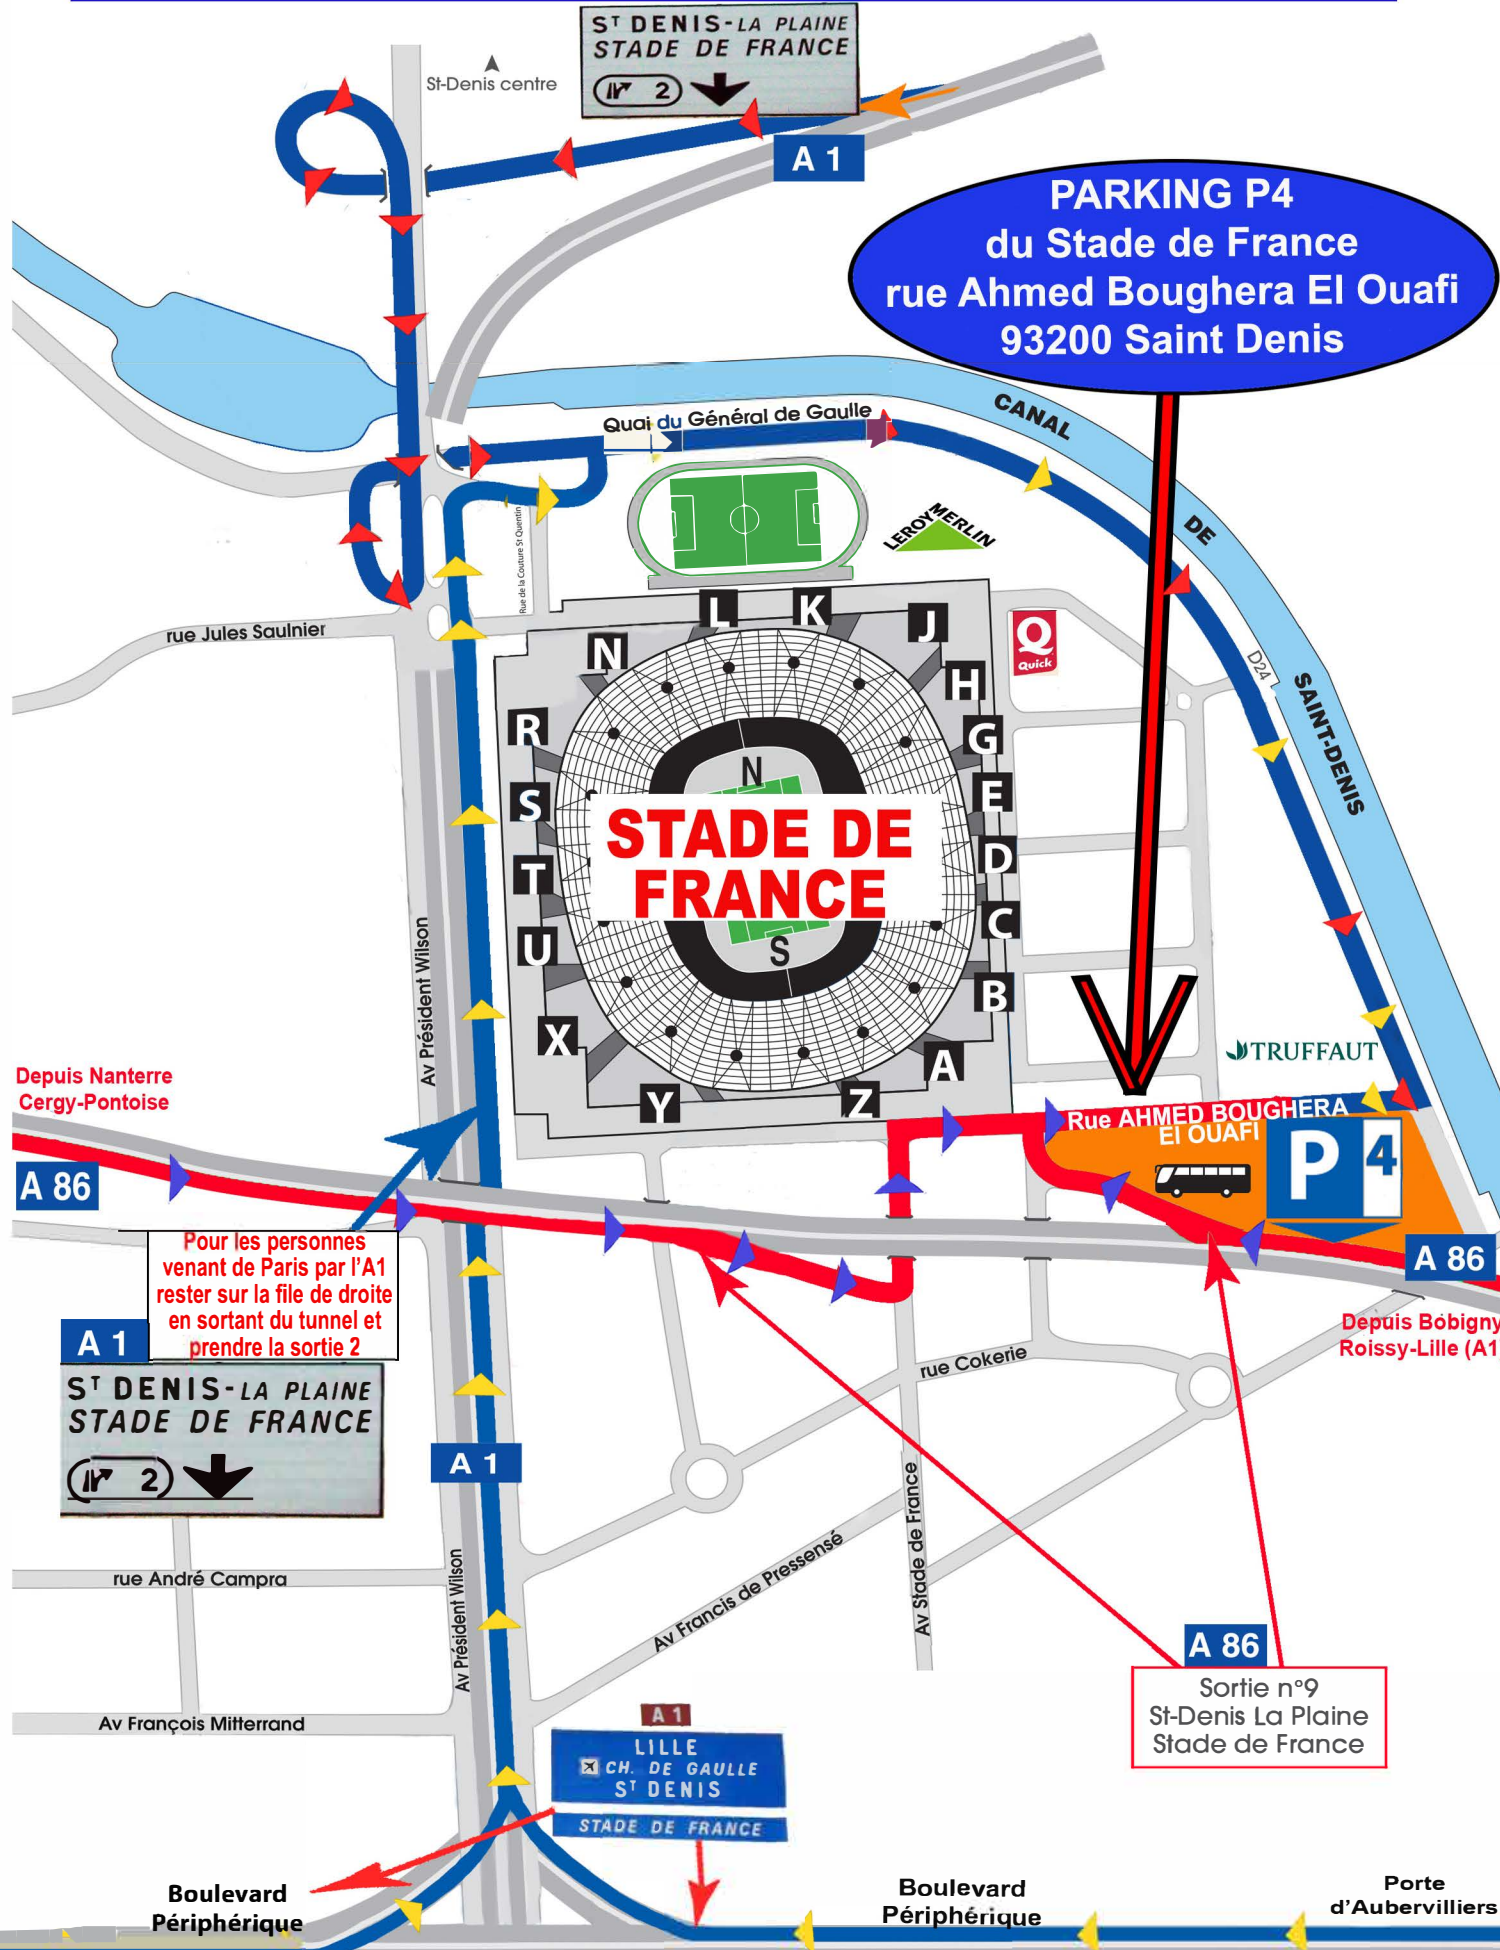 Sᵀ DENIS-LA PLAINE
STADE DE FRANCE
2
St-Denis centre
A 1
PARKING P4
du Stade de France
rue Ahmed Boughera El Ouafi
93200 Saint Denis
CANAL
DE
SAINT-DENIS
Quai du Général de Gaulle
LEROY MERLIN
Rue de la Couture St Quentin
rue Jules Saulnier
D24
Q
Quick
L
K
J
N
H
R
G
S
E
T
D
U
C
B
X
A
Y
Z
N
STADE DE
FRANCE
S
Av Président Wilson
TRUFFAUT
Depuis Nanterre
Cergy-Pontoise
A 86
Rue AHMED BOUGHERA
El OUAFI
P 4
A 86
Depuis Bobigny
Roissy-Lille (A1
Pour les personnes
venant de Paris par l'A1
rester sur la file de droite
en sortant du tunnel et
prendre la sortie 2
A 1
Sᵀ DENIS-LA PLAINE
STADE DE FRANCE
2
rue Cokerie
A 1
Av Stade de France
Av Francis de Pressensé
rue André Campra
Av Président Wilson
Av François Mitterrand
A 86
Sortie n°9
St-Denis La Plaine
Stade de France
A 1
LILLE
CH. DE GAULLE
Sᵀ DENIS
STADE DE FRANCE
Boulevard
Périphérique
Boulevard
Périphérique
Porte
d'Aubervilliers